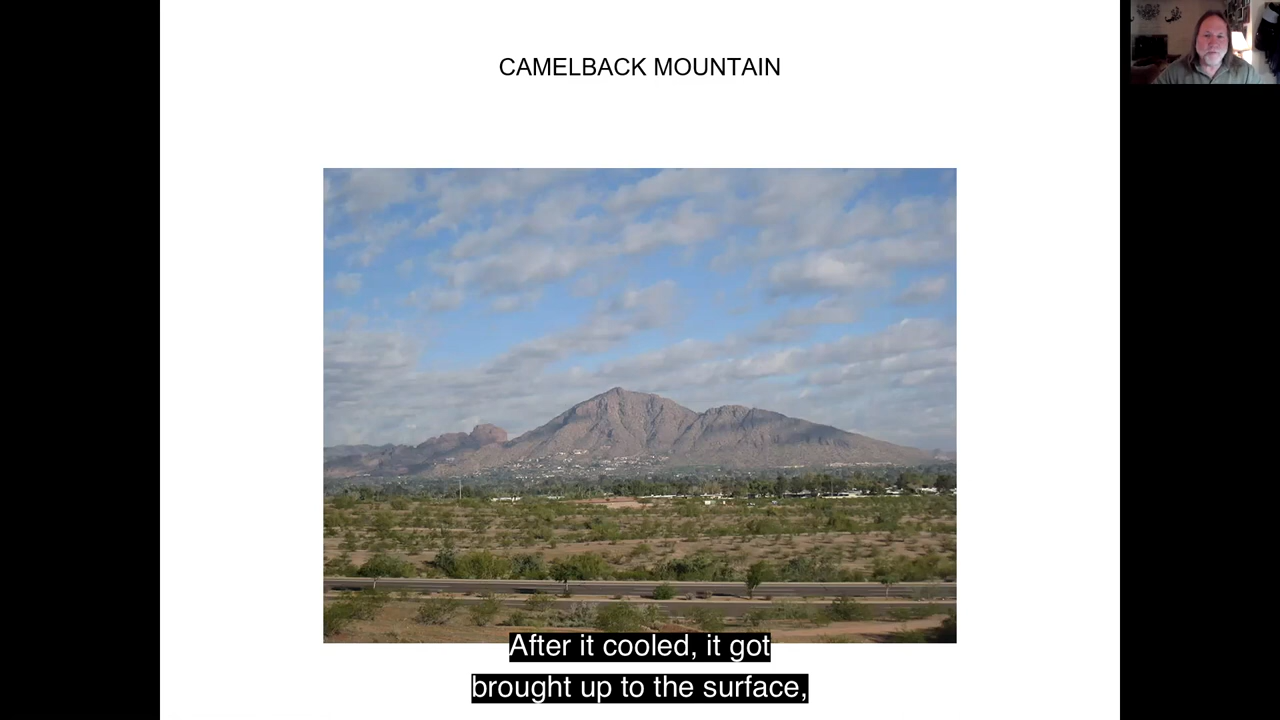 CAMELBACK MOUNTAIN
After it cooled, it got
brought up to the surface,